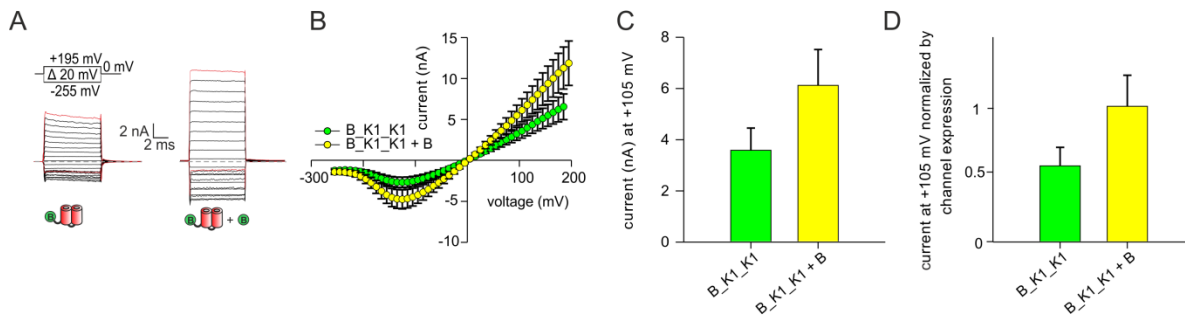 A
+195 mV
0 mV
Δ 20 mV
-255 mV
2 nA
2 ms
B
B
+
B
B
current (nA)
15
10
5
B_K1_K1
B_K1_K1 + B
-300
100
200
voltage (mV)
-5
-10
C
current (nA) at +105 mV
8
6
4
2
0
B_K1_K1
B_K1_K1 + B
D
current at +105 mV normalized by
channel expression
1
0.5
0
B_K1_K1
B_K1_K1 + B